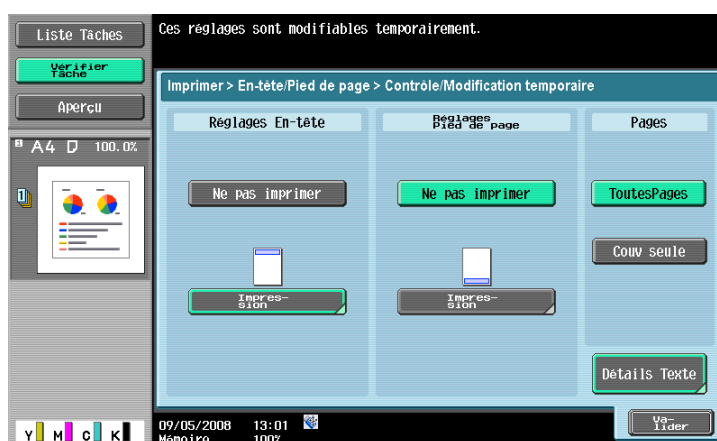 Liste Tâches
Ces réglages sont modifiables temporairement.
Vérifier
Tâche
Imprimer > En-tête/Pied de page > Contrôle/Modification temporaire
Aperçu
Réglages En-tête
Réglages
Pied de page
Pages
A4 100.0%
1
Ne pas imprimer
Ne pas imprimer
ToutesPages
Couv seule
Impres-
sion
Impres-
sion
Détails Texte
09/05/2008 13:01
Mémoire 100%
Va-
lider
Y M C K